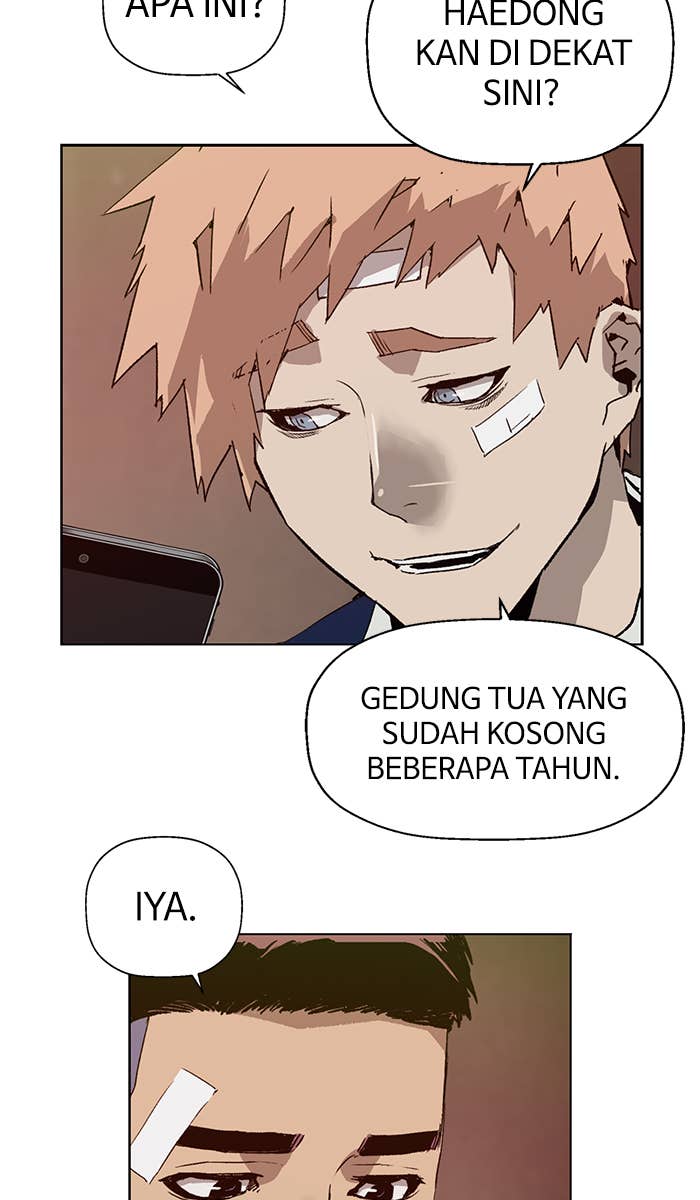 APA INI?
HAEDONG
KAN DI DEKAT
SINI?
GEDUNG TUA YANG
SUDAH KOSONG
BEBERAPA TAHUN.
IYA.